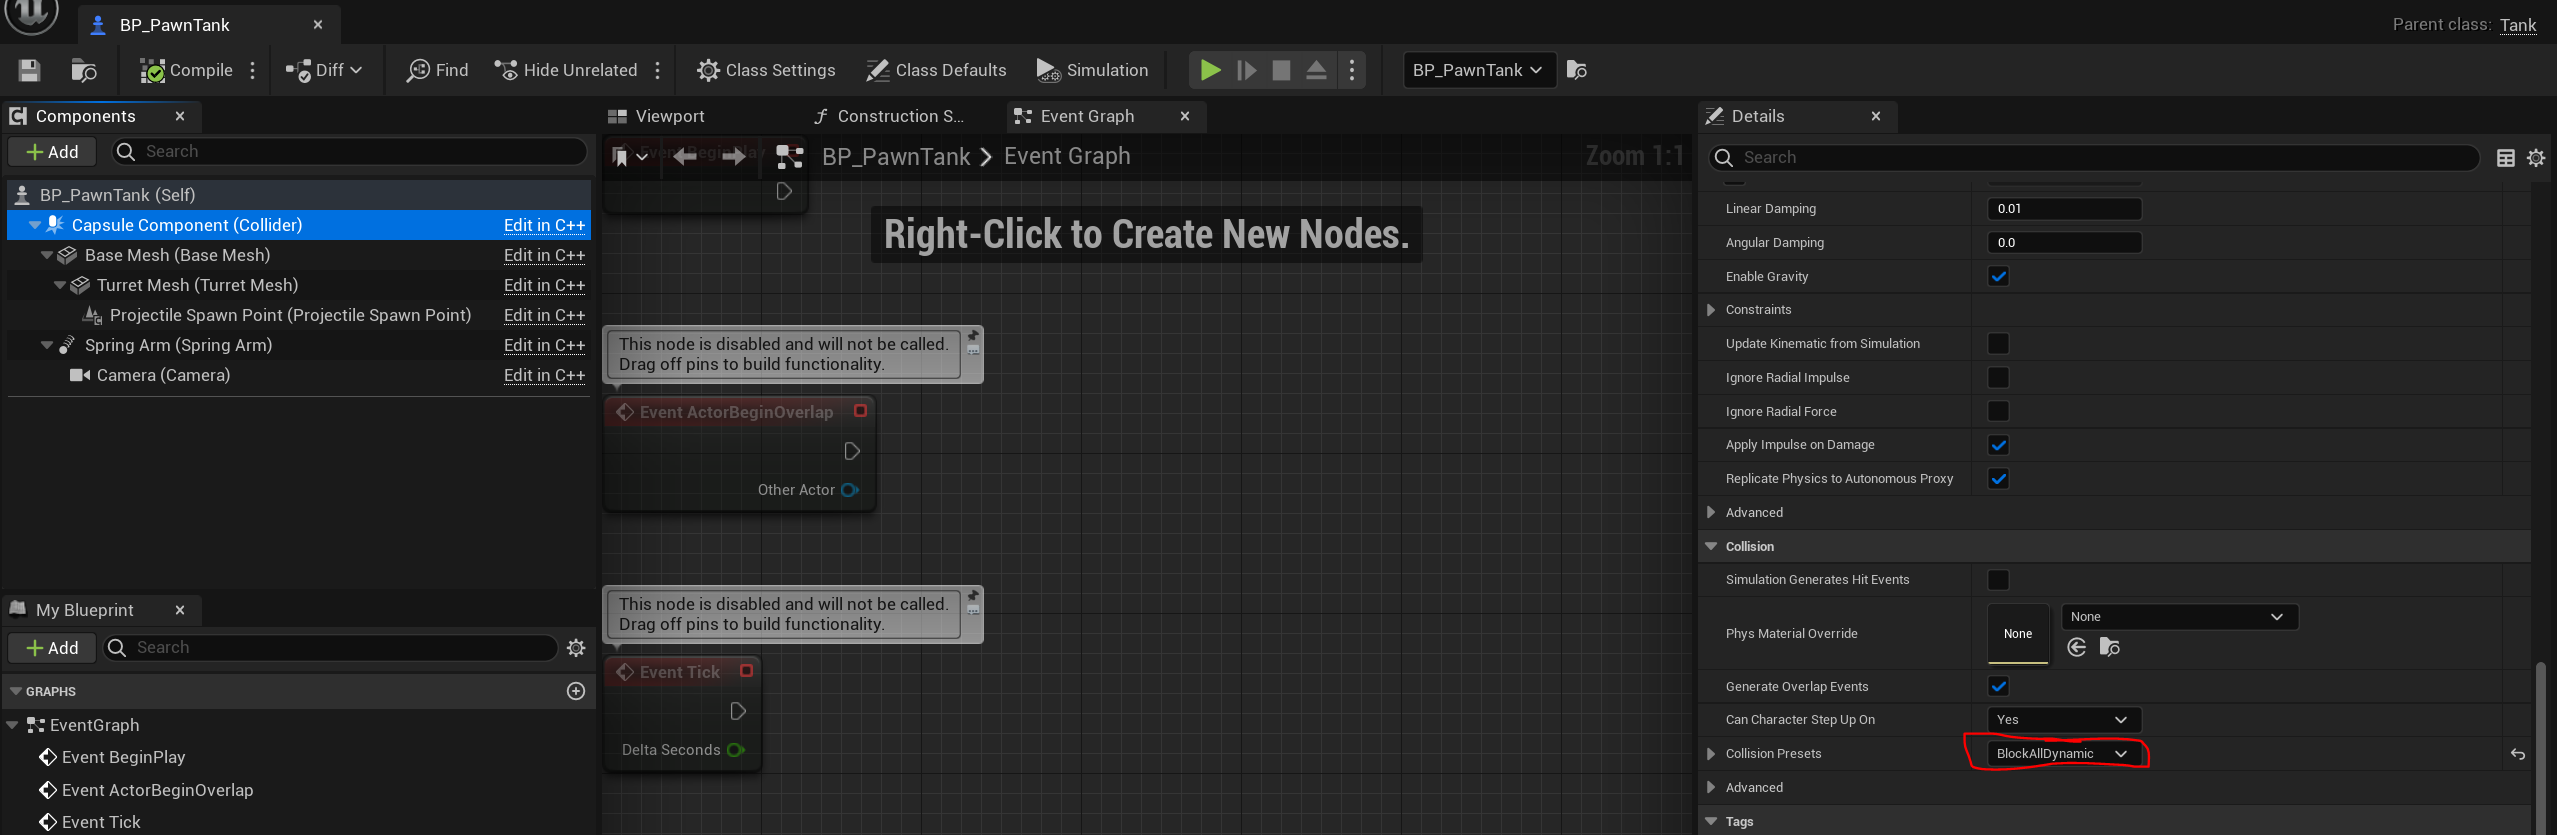 BP_PawnTank
Parent class: Tank
Compile
Diff
Find
Hide Unrelated
Class Settings
Class Defaults
Simulation
BP_PawnTank
Components
Add
Search
BP_PawnTank (Self)
Capsule Component (Collider) Edit in C++
Base Mesh (Base Mesh) Edit in C++
Turret Mesh (Turret Mesh) Edit in C++
Projectile Spawn Point (Projectile Spawn Point) Edit in C++
Spring Arm (Spring Arm) Edit in C++
Camera (Camera) Edit in C++
My Blueprint
Add
Search
GRAPHS
EventGraph
Event BeginPlay
Event ActorBeginOverlap
Event Tick
Viewport
Construction S...
Event Graph
Event BeginPlay
BP_PawnTank
Event Graph
Zoom 1:1
Right-Click to Create New Nodes.
This node is disabled and will not be called.
Drag off pins to build functionality.
Event ActorBeginOverlap
Other Actor
This node is disabled and will not be called.
Drag off pins to build functionality.
Event Tick
Delta Seconds
Details
Search
Linear Damping 0.01
Angular Damping 0.0
Enable Gravity
Constraints
Update Kinematic from Simulation
Ignore Radial Impulse
Ignore Radial Force
Apply Impulse on Damage
Replicate Physics to Autonomous Proxy
Advanced
Collision
Simulation Generates Hit Events
Phys Material Override None None
Generate Overlap Events
Can Character Step Up On Yes
Collision Presets BlockAllDynamic
Advanced
Tags